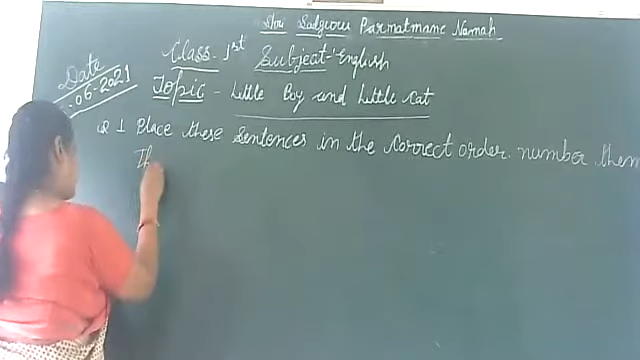 Shri Sadguru Parmatmane Namah
Class- 1st Subject- English
Date
-06-2021
Topic - Little Boy and Little Cat
Q 1 Place these Sentences in the Correct order. number them
Th